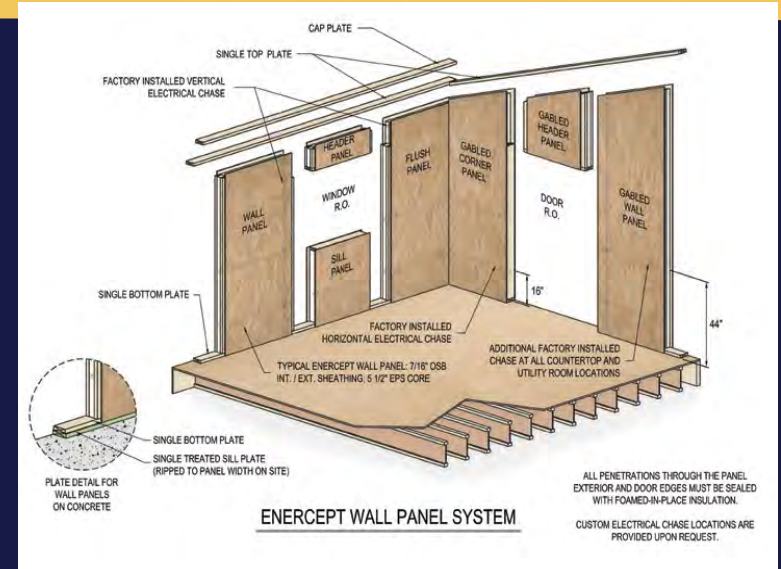 CAP PLATE
SINGLE TOP PLATE
FACTORY INSTALLED VERTICAL
ELECTRICAL CHASE
HEADER
PANEL
WINDOW
R.O.
WALL
PANEL
SILL
PANEL
FLUSH
PANEL
GABLED
CORNER
PANEL
GABLED
HEADER
PANEL
DOOR
R.O.
GABLED
WALL
PANEL
SINGLE BOTTOM PLATE
16"
44"
FACTORY INSTALLED
HORIZONTAL ELECTRICAL CHASE
TYPICAL ENERCEPT WALL PANEL: 7/16" OSB
INT. / EXT. SHEATHING, 5 1/2" EPS CORE
ADDITIONAL FACTORY INSTALLED
CHASE AT ALL COUNTERTOP AND
UTILITY ROOM LOCATIONS
SINGLE BOTTOM PLATE
SINGLE TREATED SILL PLATE
(RIPPED TO PANEL WIDTH ON SITE)
PLATE DETAIL FOR
WALL PANELS
ON CONCRETE
ENERCEPT WALL PANEL SYSTEM
ALL PENETRATIONS THROUGH THE PANEL
EXTERIOR AND DOOR EDGES MUST BE SEALED
WITH FOAMED-IN-PLACE INSULATION.
CUSTOM ELECTRICAL CHASE LOCATIONS ARE
PROVIDED UPON REQUEST.